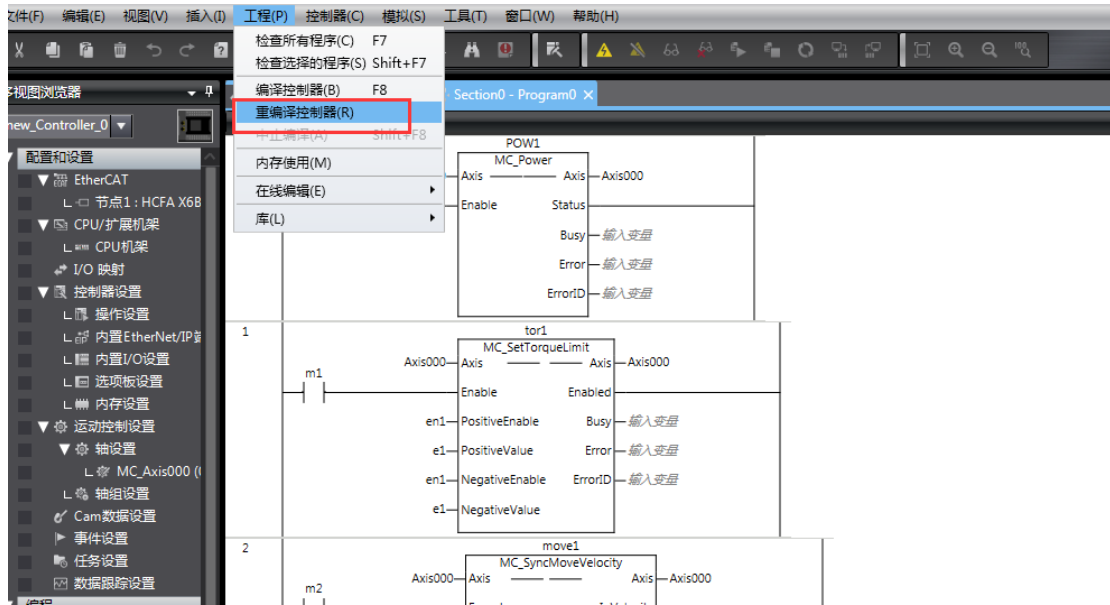 文件(F) 编辑(E) 视图(V) 插入(I) 工程(P) 控制器(C) 模拟(S) 工具(T) 窗口(W) 帮助(H)
检查所有程序(C) F7
检查选择的程序(S) Shift+F7
编译控制器(B) F8
重编译控制器(R)
中止编译(A) Shift+F8
内存使用(M)
在线编辑(E)
库(L)
多视图浏览器
new_Controller_0
配置和设置
EtherCAT
节点1 : HCFA X6B
CPU/扩展机架
CPU机架
I/O 映射
控制器设置
操作设置
内置EtherNet/IP
内置I/O设置
选项板设置
内存设置
运动控制设置
轴设置
MC_Axis000 (
轴组设置
Cam数据设置
事件设置
任务设置
数据跟踪设置
编程
Section0 - Program0
POW1
MC_Power
Axis Axis Axis000
Enable Status
Busy 输入变量
Error 输入变量
ErrorID 输入变量
1
tor1
MC_SetTorqueLimit
Axis000 Axis Axis Axis000
m1
Enable Enabled
en1 PositiveEnable Busy 输入变量
e1 PositiveValue Error 输入变量
en1 NegativeEnable ErrorID 输入变量
e1 NegativeValue
2
move1
MC_SyncMoveVelocity
Axis000 Axis Axis Axis000
m2